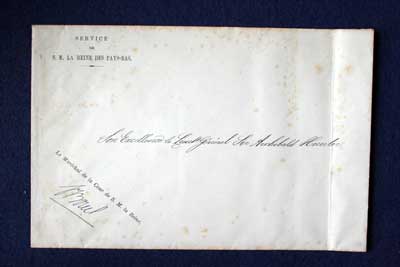 SERVICE
DE
S. M. LA REINE DES PAYS-BAS.
Son Excellence le Lieut. Général Sir Archibald Hunter
Le Maréchal de la Cour de S. M. la Reine.